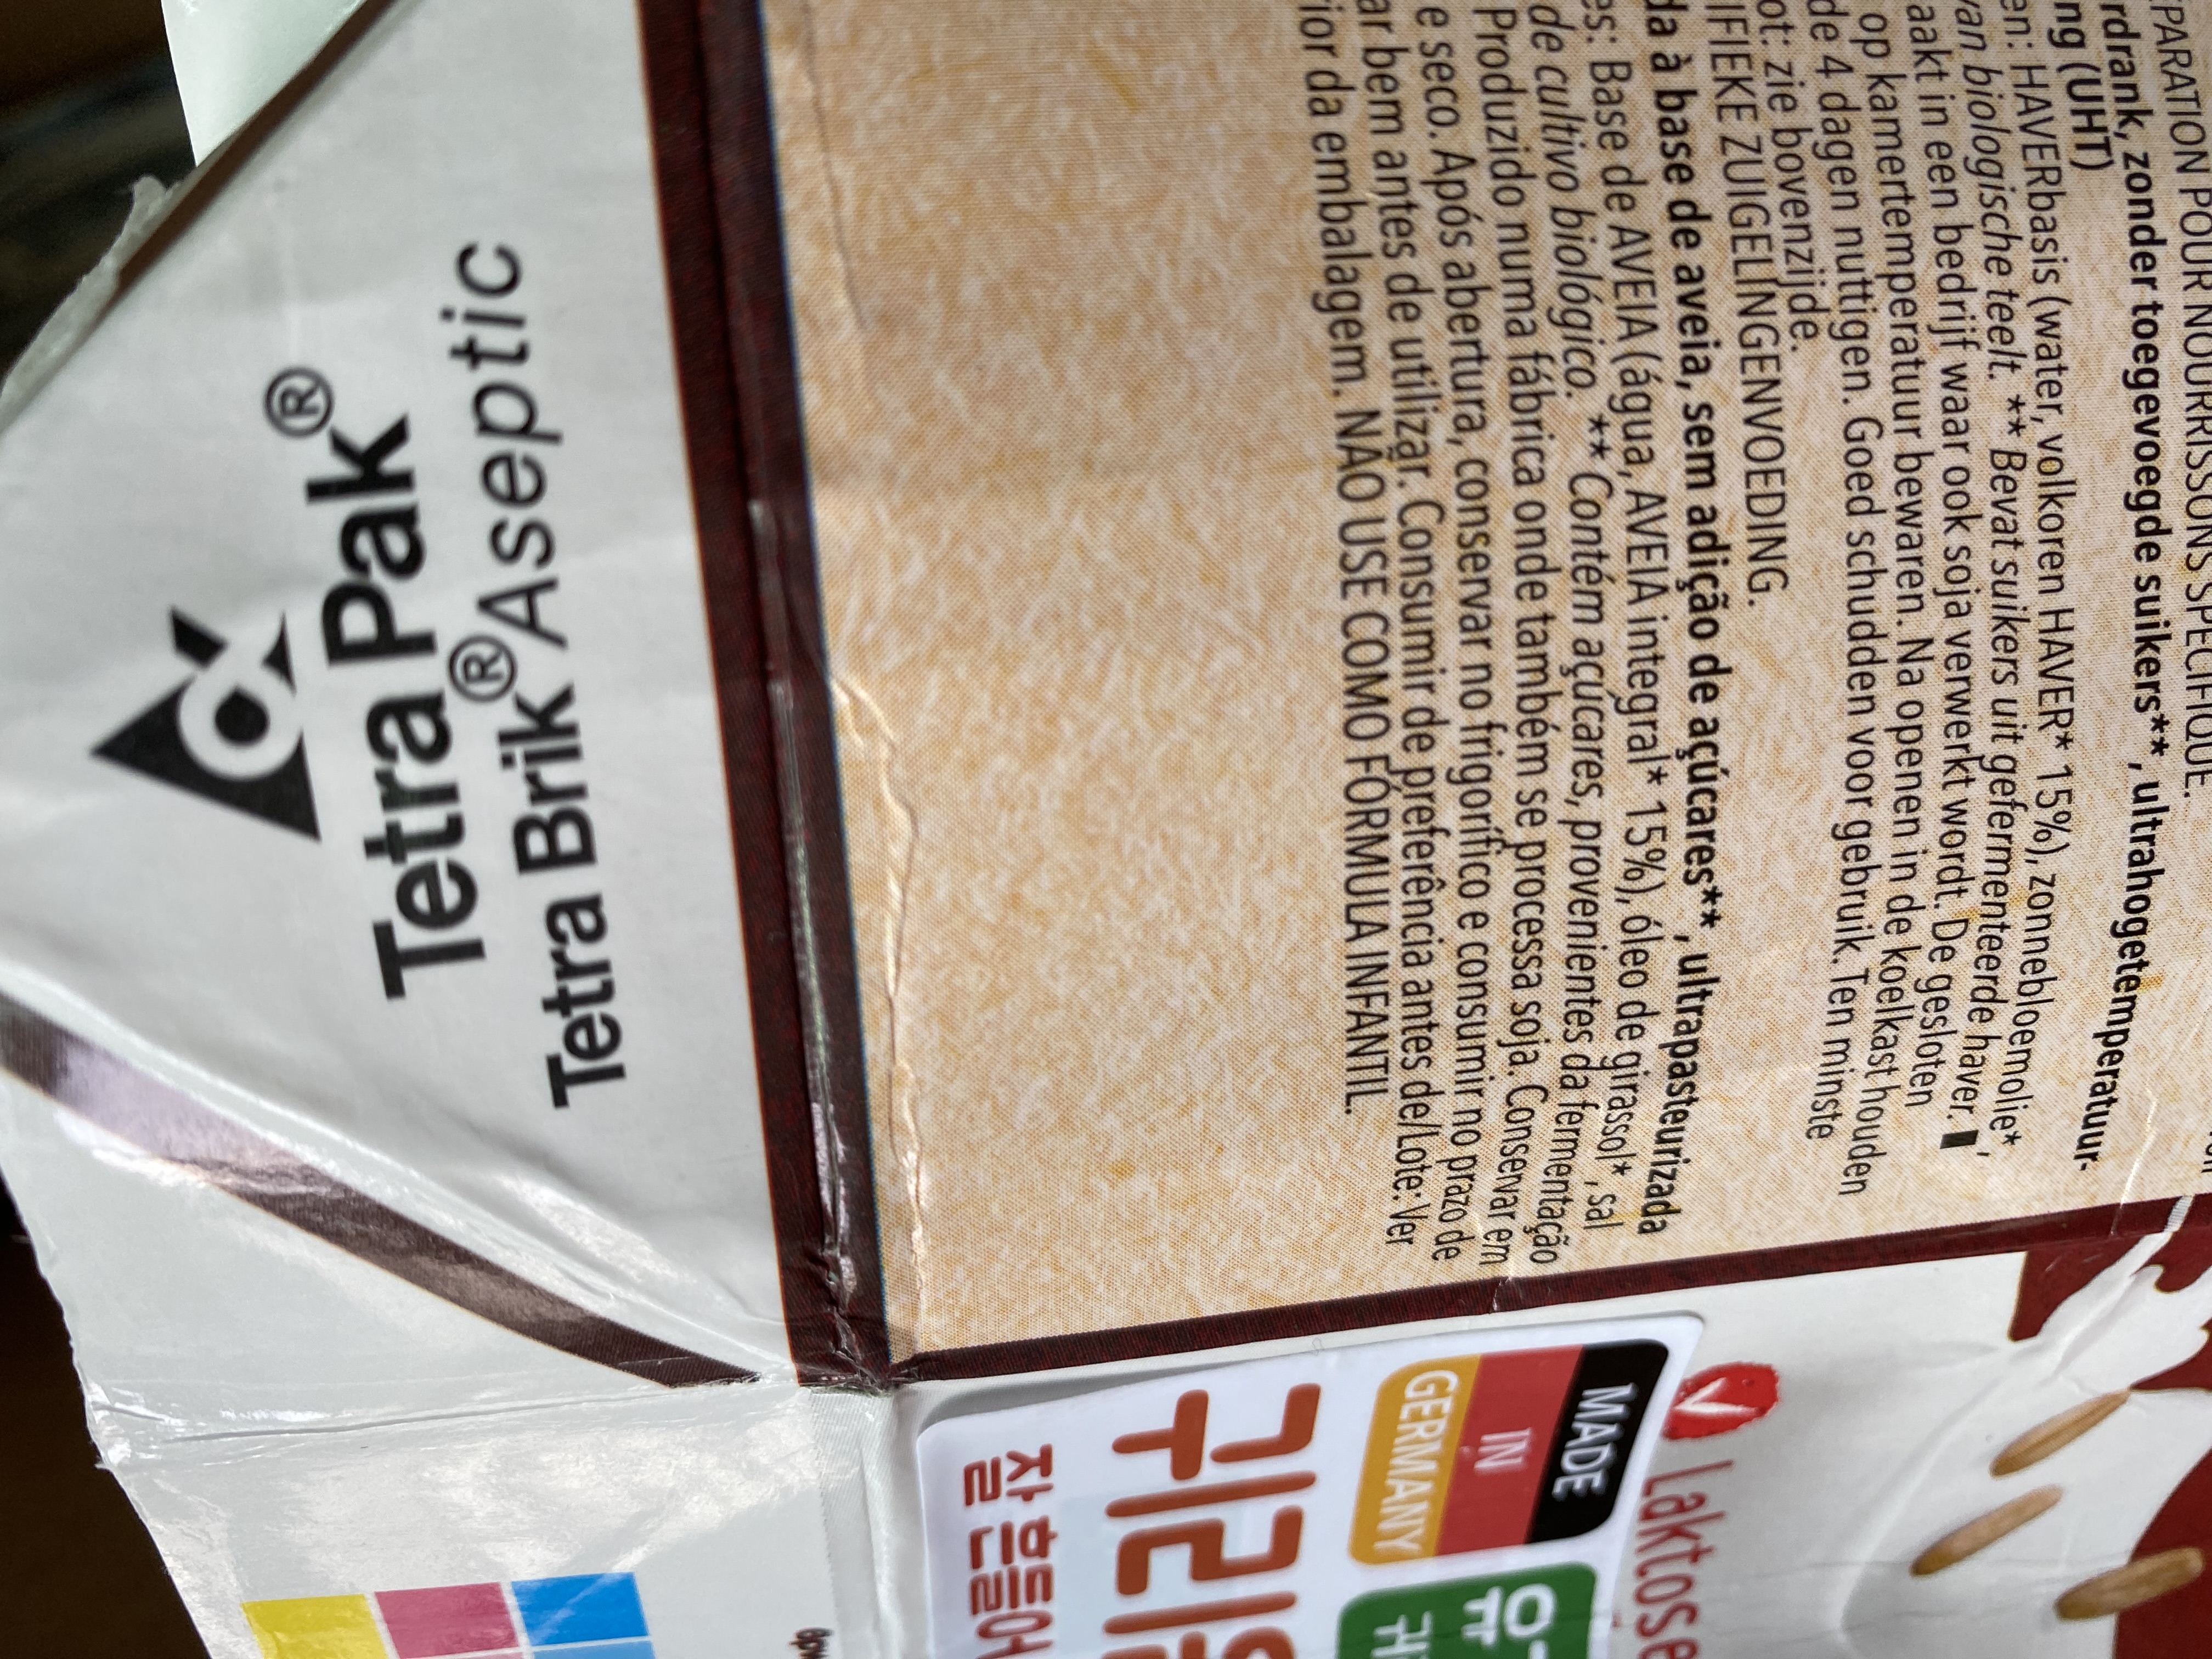 PARATION POUR NOURRISSONS SPÉCIFIQUE.
rdrank, zonder toegevoegde suikers**, ultrahogetemperatuur-
ng (UHT)
en: HAVERbasis (water, volkoren HAVER* 15%), zonnebloemolie*,
van biologische teelt. ** Bevat suikers uit gefermenteerde haver.
aakt in een bedrijf waar ook soja verwerkt wordt. De gesloten
op kamertemperatuur bewaren. Na openen in de koelkast houden
de 4 dagen nuttigen. Goed schudden voor gebruik. Ten minste
ot: zie bovenzijde.
IFIEKE ZUIGELINGENVOEDING.
da à base de aveia, sem adição de açúcares**, ultrapasteurizada
es: Base de AVEIA (água, AVEIA integral* 15%), óleo de girassol*, sal
de cultivo biológico. ** Contém açúcares, provenientes da fermentação
Produzido numa fábrica onde também se processa soja. Conservar em
e seco. Após abertura, conservar no frigorífico e consumir no prazo de
ar bem antes de utilizar. Consumir de preferência antes de/Lote: Ver
ior da embalagem. NÃO USE COMO FÓRMULA INFANTIL.
Tetra Pak®
Tetra Brik® Aseptic
Laktose
MADE
IN
GERMANY
귀리
잘 흔들어